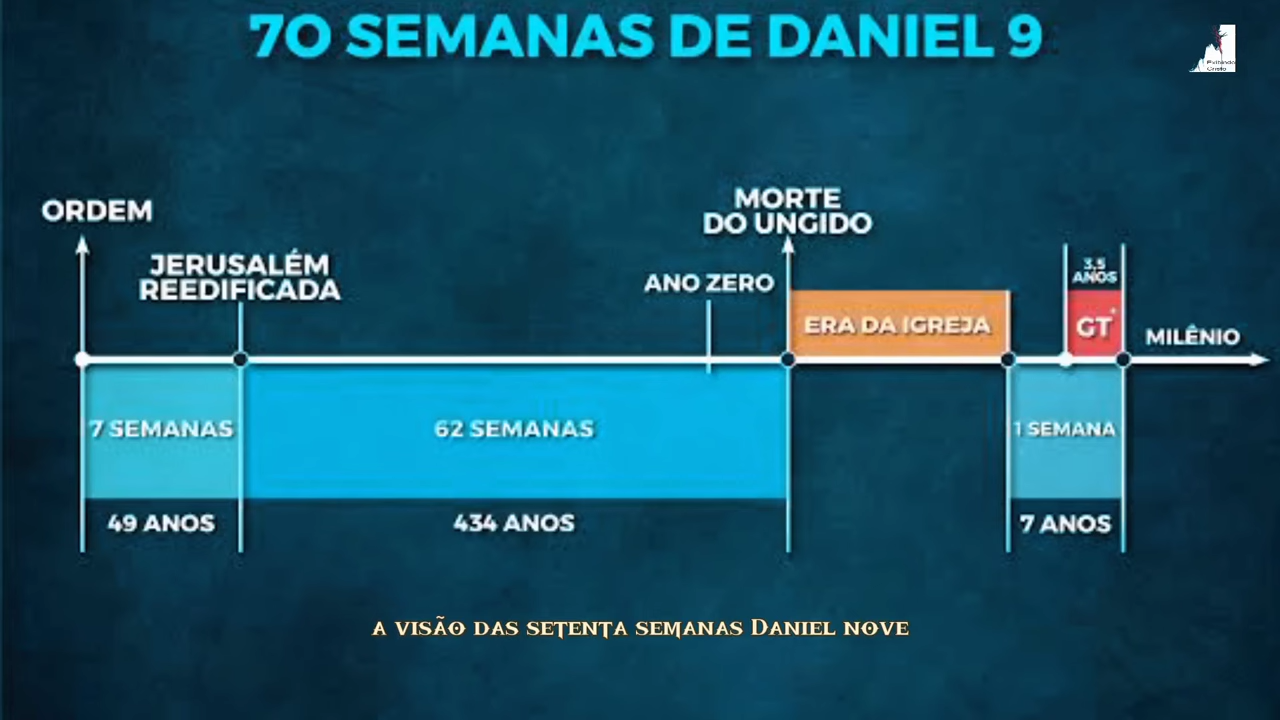 70 SEMANAS DE DANIEL 9
ORDEM
JERUSALÉM
REEDIFICADA
ANO ZERO
MORTE
DO UNGIDO
ERA DA IGREJA
3,5
ANOS
GT*
MILÊNIO
7 SEMANAS
62 SEMANAS
1 SEMANA
49 ANOS
434 ANOS
7 ANOS
A VISÃO DAS SETENTA SEMANAS DANIEL NOVE